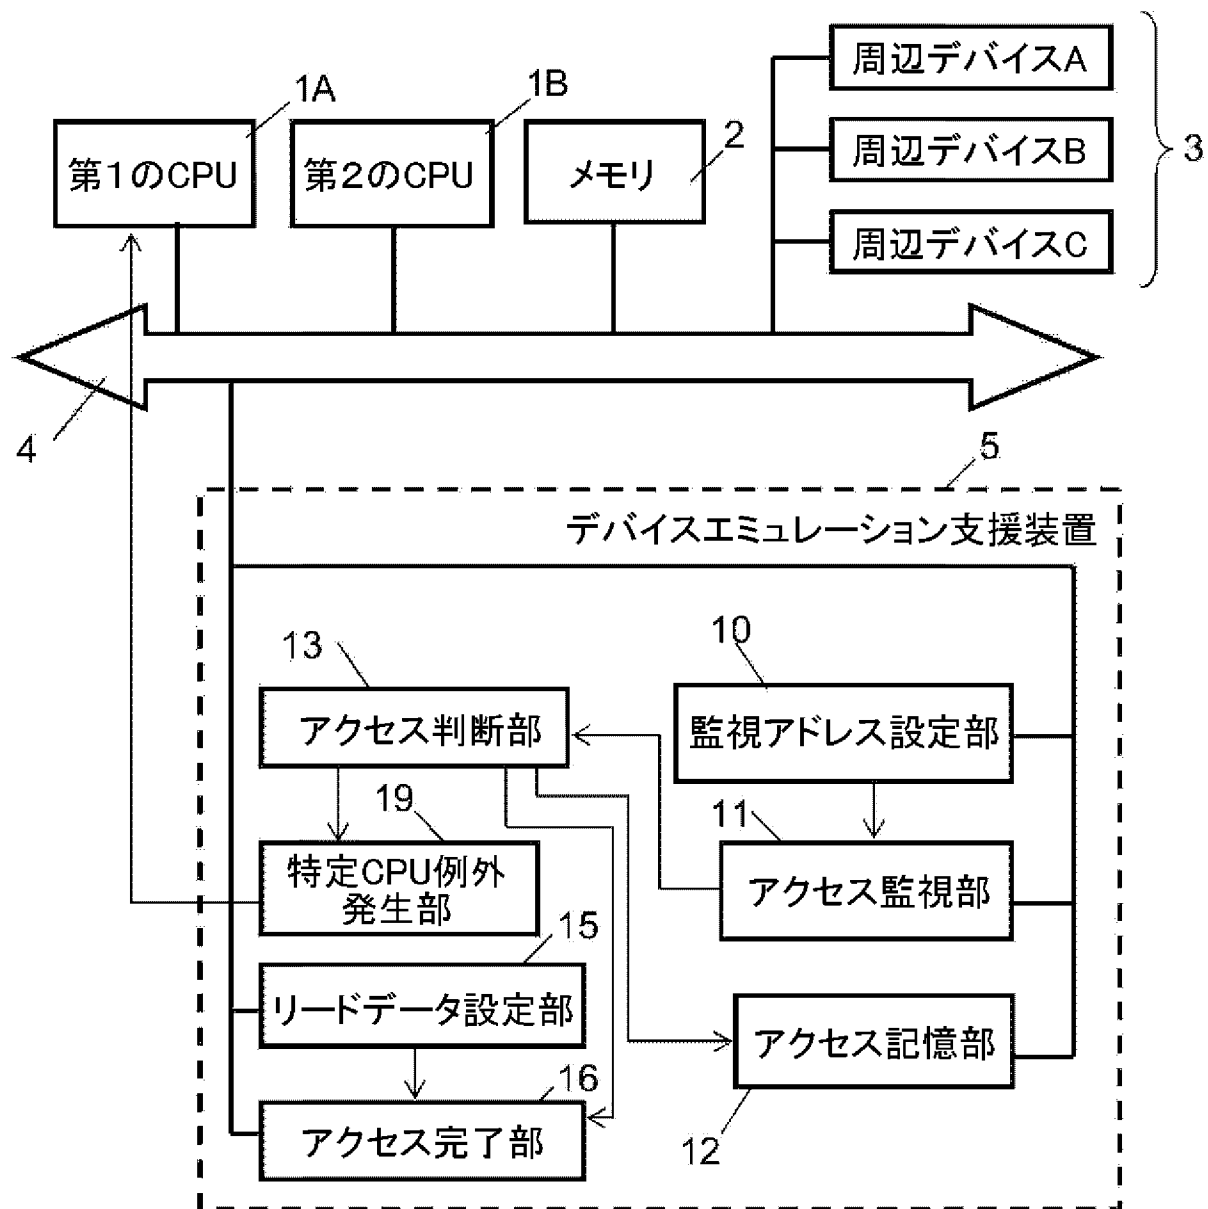 1A
1B
2
周辺デバイスA
第1のCPU
第2のCPU
メモリ
周辺デバイスB
3
周辺デバイスC
4
5
デバイスエミュレーション支援装置
13
10
アクセス判断部
監視アドレス設定部
19
11
特定CPU例外
発生部
アクセス監視部
15
リードデータ設定部
アクセス記憶部
16
12
アクセス完了部